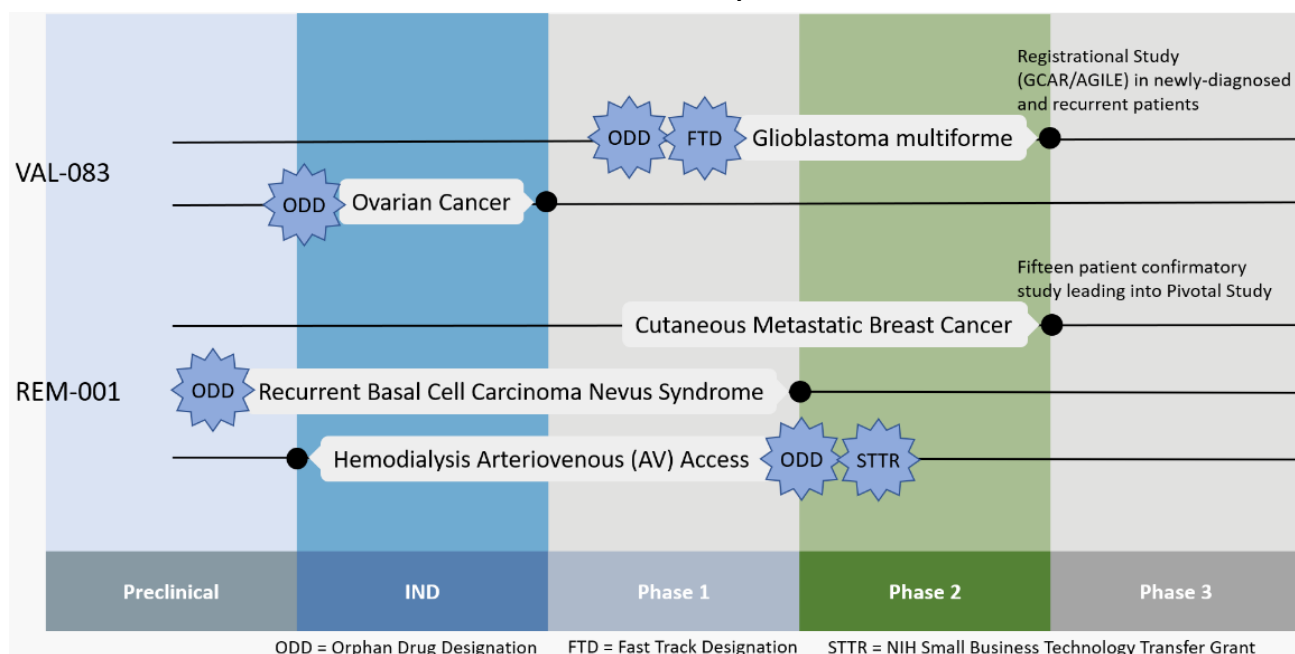 Registrational Study
(GCAR/AGILE) in newly-diagnosed
and recurrent patients
ODD
FTD
Glioblastoma multiforme
VAL-083
ODD
Ovarian Cancer
Fifteen patient confirmatory
study leading into Pivotal Study
Cutaneous Metastatic Breast Cancer
REM-001
ODD
Recurrent Basal Cell Carcinoma Nevus Syndrome
Hemodialysis Arteriovenous (AV) Access
ODD
STTR
Preclinical
IND
Phase 1
Phase 2
Phase 3
ODD = Orphan Drug Designation
FTD = Fast Track Designation
STTR = NIH Small Business Technology Transfer Grant